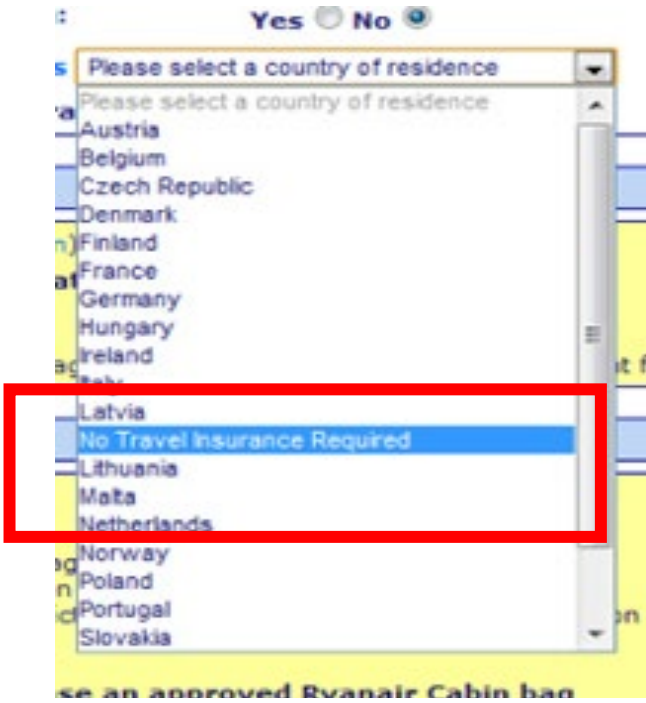 : Yes No
s Please select a country of residence
Please select a country of residence
Austria
Belgium
Czech Republic
Denmark
n) Finland
France
Germany
Hungary
Ireland
Italy
Latvia
No Travel Insurance Required
Lithuania
Malta
Netherlands
Norway
Poland
Portugal
Slovakia
se an approved Ryanair Cabin bag